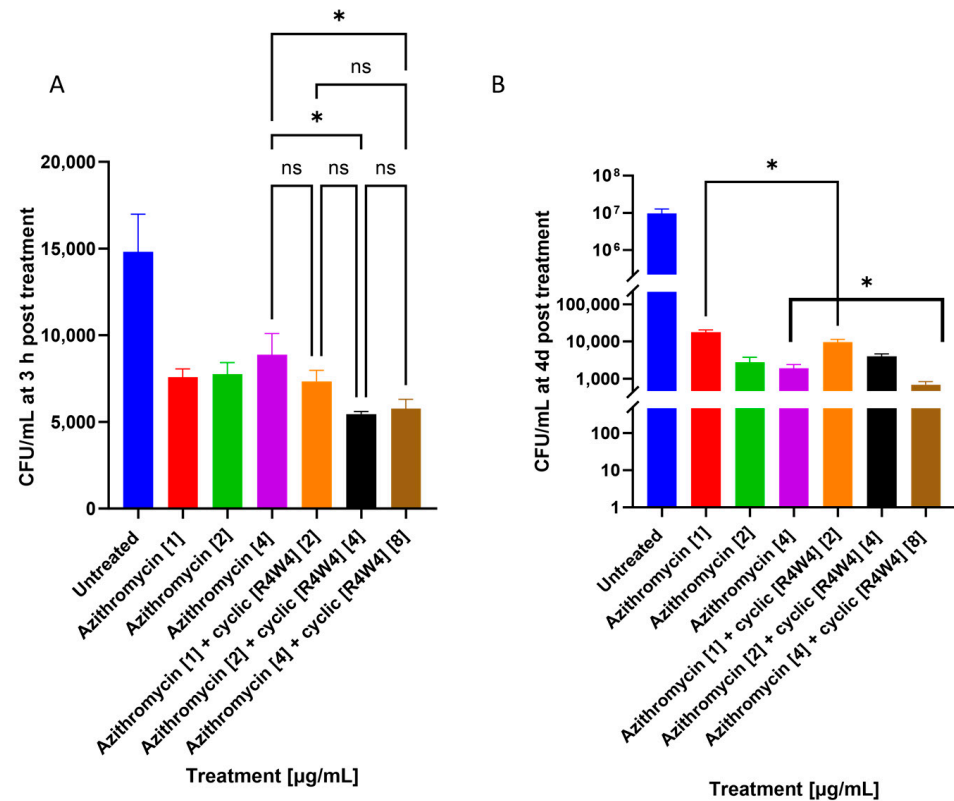 A
CFU/mL at 3 h post treatment
20,000
15,000
10,000
5,000
0
*
ns
*
ns
ns
ns
Untreated
Azithromycin [1]
Azithromycin [2]
Azithromycin [4]
Azithromycin [1] + cyclic [R4W4] [2]
Azithromycin [2] + cyclic [R4W4] [4]
Azithromycin [4] + cyclic [R4W4] [8]
Treatment [µg/mL]
B
CFU/mL at 4d post treatment
10⁸
10⁷
10⁶
100,000
10,000
1,000
100
10
1
*
*
Untreated
Azithromycin [1]
Azithromycin [2]
Azithromycin [4]
Azithromycin [1] + cyclic [R4W4] [2]
Azithromycin [2] + cyclic [R4W4] [4]
Azithromycin [4] + cyclic [R4W4] [8]
Treatment [µg/mL]